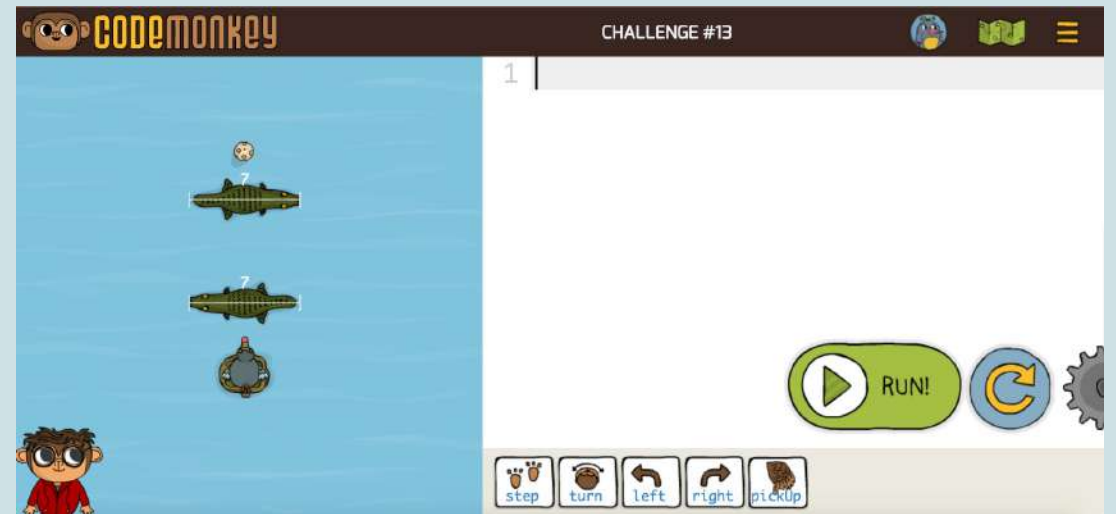 CODEMONKEY
CHALLENGE #13
1
7
7
RUN!
step turn left right pickUp